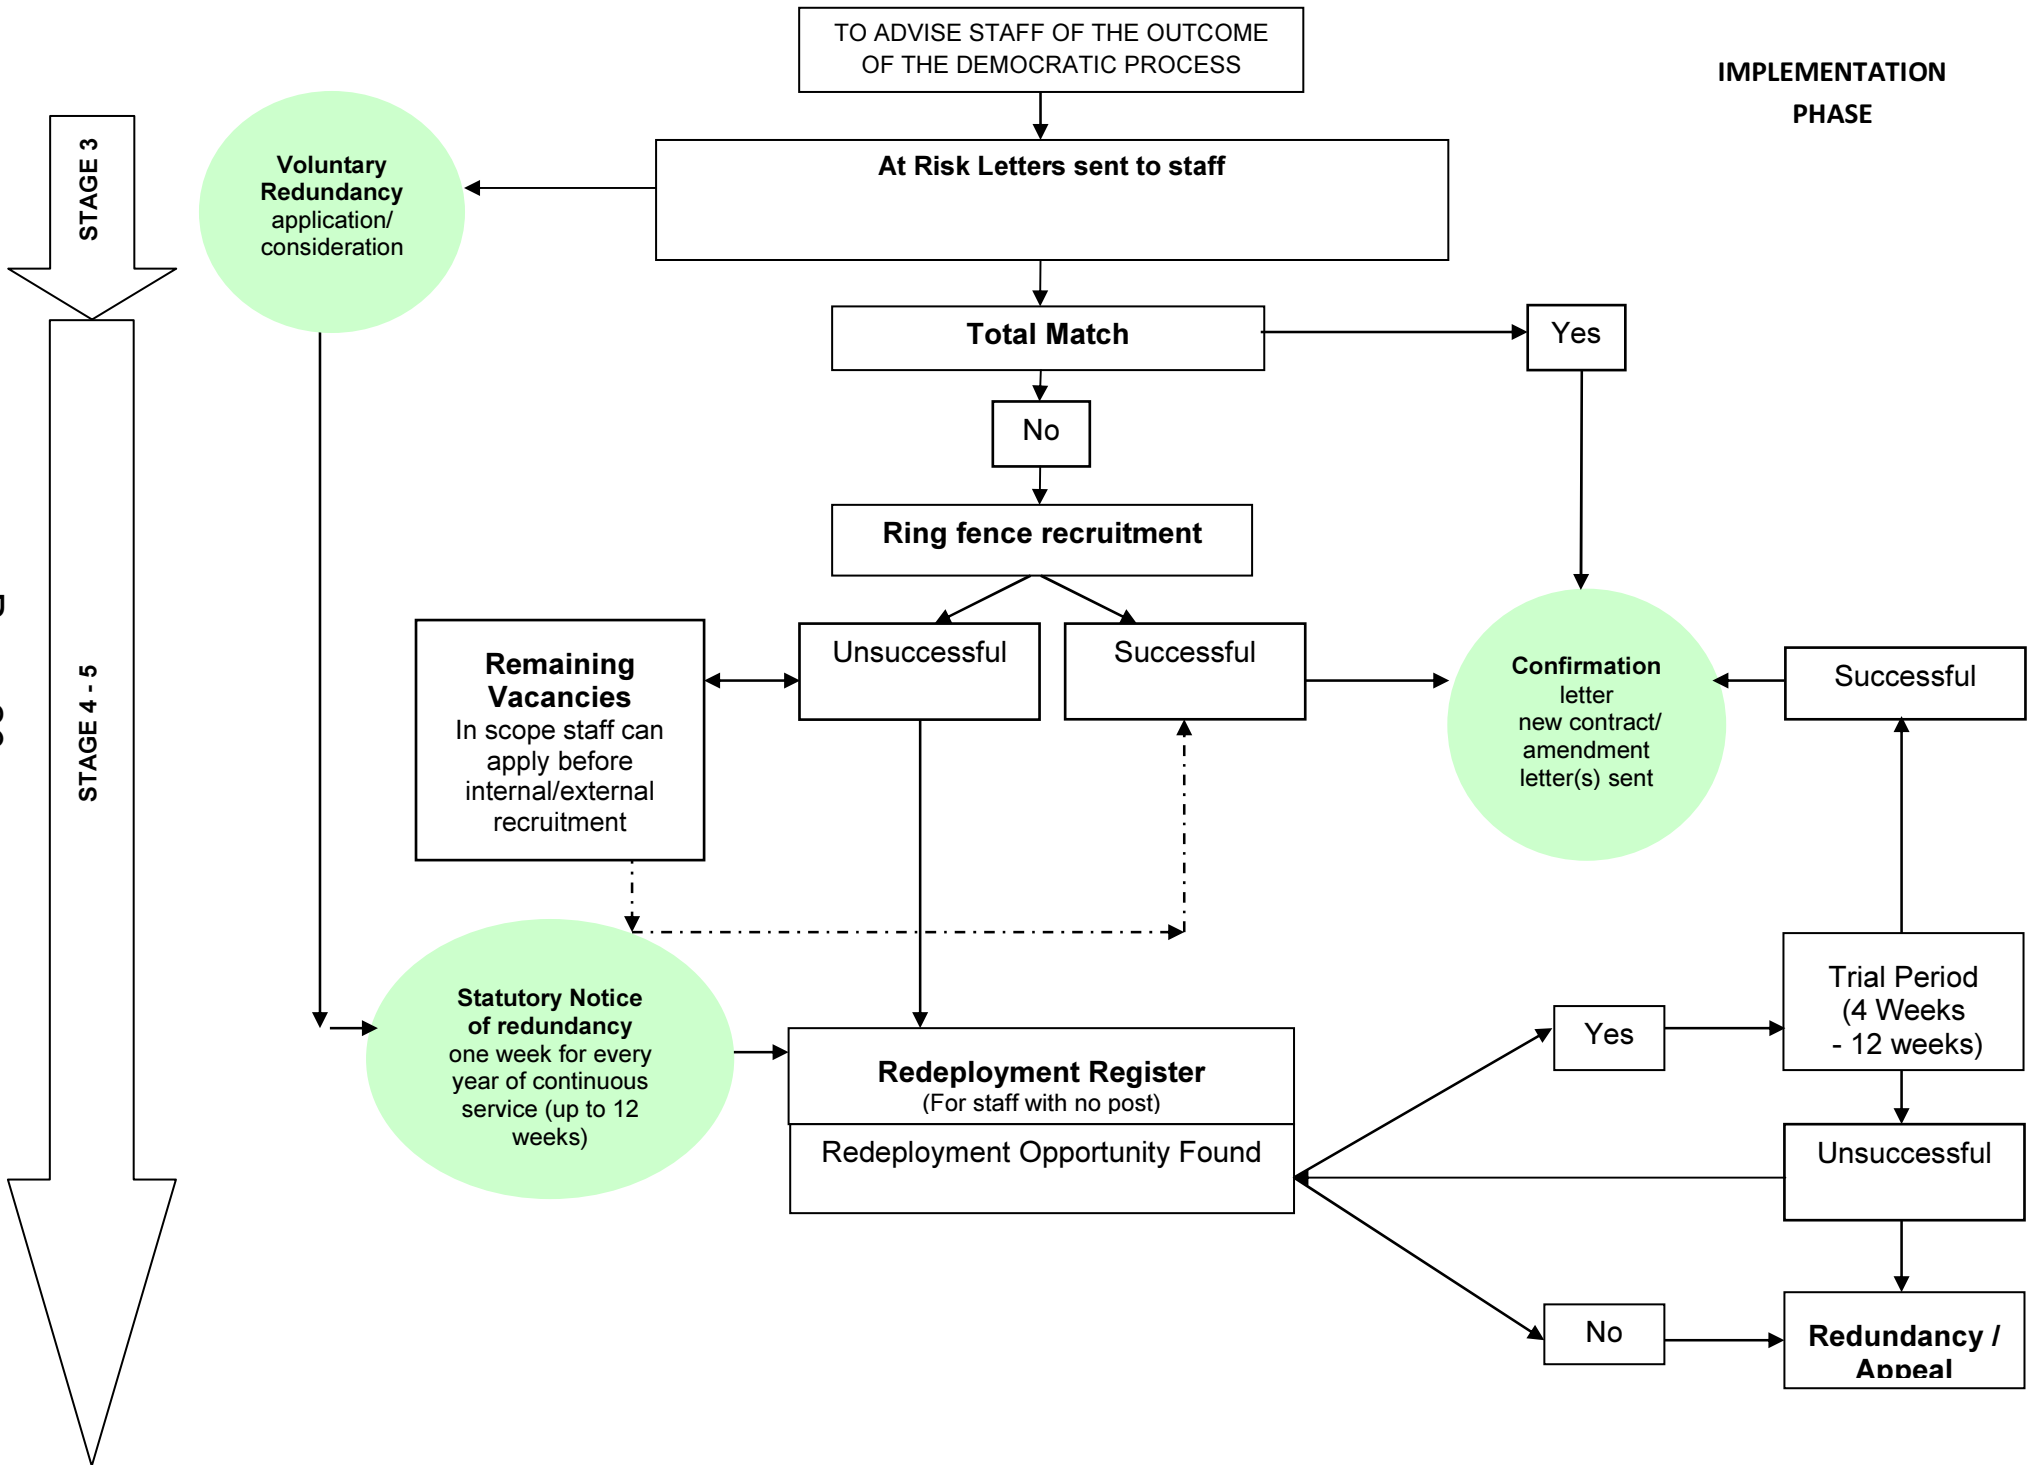 TO ADVISE STAFF OF THE OUTCOME
OF THE DEMOCRATIC PROCESS
IMPLEMENTATION
PHASE
STAGE 3
Voluntary
Redundancy
application/
consideration
At Risk Letters sent to staff
Total Match
Yes
No
Ring fence recruitment
STAGE 4 - 5
Remaining
Vacancies
In scope staff can
apply before
internal/external
recruitment
Unsuccessful
Successful
Confirmation
letter
new contract/
amendment
letter(s) sent
Successful
Statutory Notice
of redundancy
one week for every
year of continuous
service (up to 12
weeks)
Redeployment Register
(For staff with no post)
Redeployment Opportunity Found
Yes
Trial Period
(4 Weeks
- 12 weeks)
Unsuccessful
No
Redundancy /
Appeal